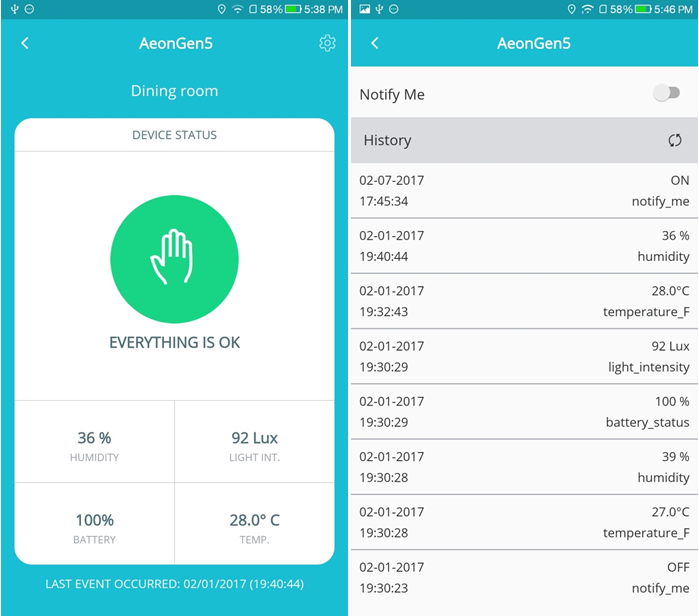 58% 5:38 PM
AeonGen5
Dining room
DEVICE STATUS
EVERYTHING IS OK
36 % 92 Lux
HUMIDITY LIGHT INT.
100% 28.0° C
BATTERY TEMP.
LAST EVENT OCCURRED: 02/01/2017 (19:40:44)
58% 5:46 PM
AeonGen5
Notify Me
History
02-07-2017 ON
17:45:34 notify_me
02-01-2017 36 %
19:40:44 humidity
02-01-2017 28.0°C
19:32:43 temperature_F
02-01-2017 92 Lux
19:30:29 light_intensity
02-01-2017 100 %
19:30:29 battery_status
02-01-2017 39 %
19:30:28 humidity
02-01-2017 27.0°C
19:30:28 temperature_F
02-01-2017 OFF
19:30:23 notify_me